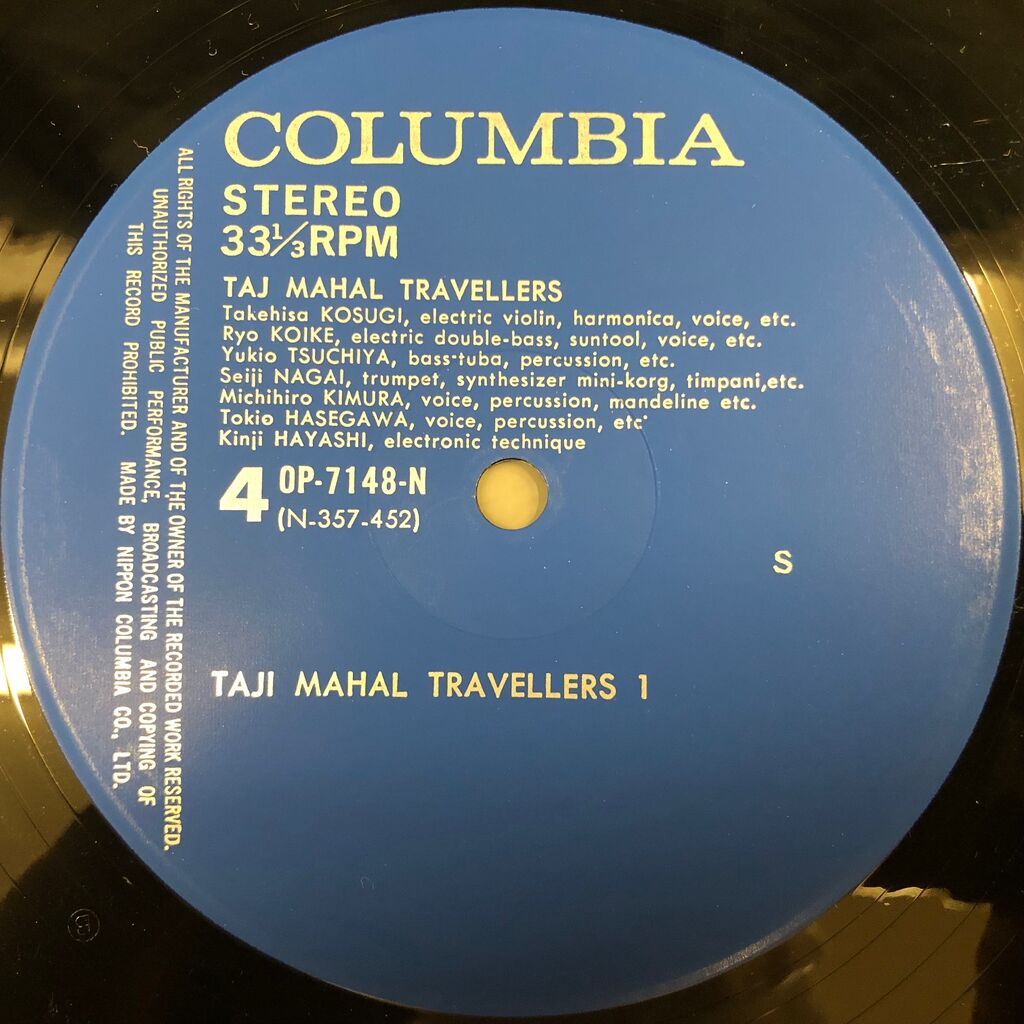 COLUMBIA
STEREO
33⅓RPM
TAJ MAHAL TRAVELLERS
Takehisa KOSUGI, electric violin, harmonica, voice, etc.
Ryo KOIKE, electric double-bass, suntool, voice, etc.
Yukio TSUCHIYA, bass-tuba, percussion, etc.
Seiji NAGAI, trumpet, synthesizer mini-korg, timpani,etc.
Michihiro KIMURA, voice, percussion, mandeline etc.
Tokio HASEGAWA, voice, percussion, etc
Kinji HAYASHI, electronic technique
4 OP-7148-N
(N-357-452)
S
TAJI MAHAL TRAVELLERS 1
ALL RIGHTS OF THE MANUFACTURER AND OF THE OWNER OF THE RECORDED WORK RESERVED.
UNAUTHORIZED PUBLIC PERFORMANCE, BROADCASTING AND COPYING OF
THIS RECORD PROHIBITED. MADE BY NIPPON COLUMBIA CO., LTD.